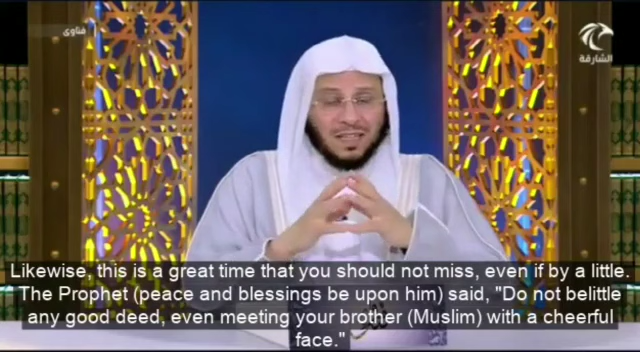 فتاوى
الشارقة
Likewise, this is a great time that you should not miss, even if by a little.
The Prophet (peace and blessings be upon him) said, "Do not belittle
any good deed, even meeting your brother (Muslim) with a cheerful
face."